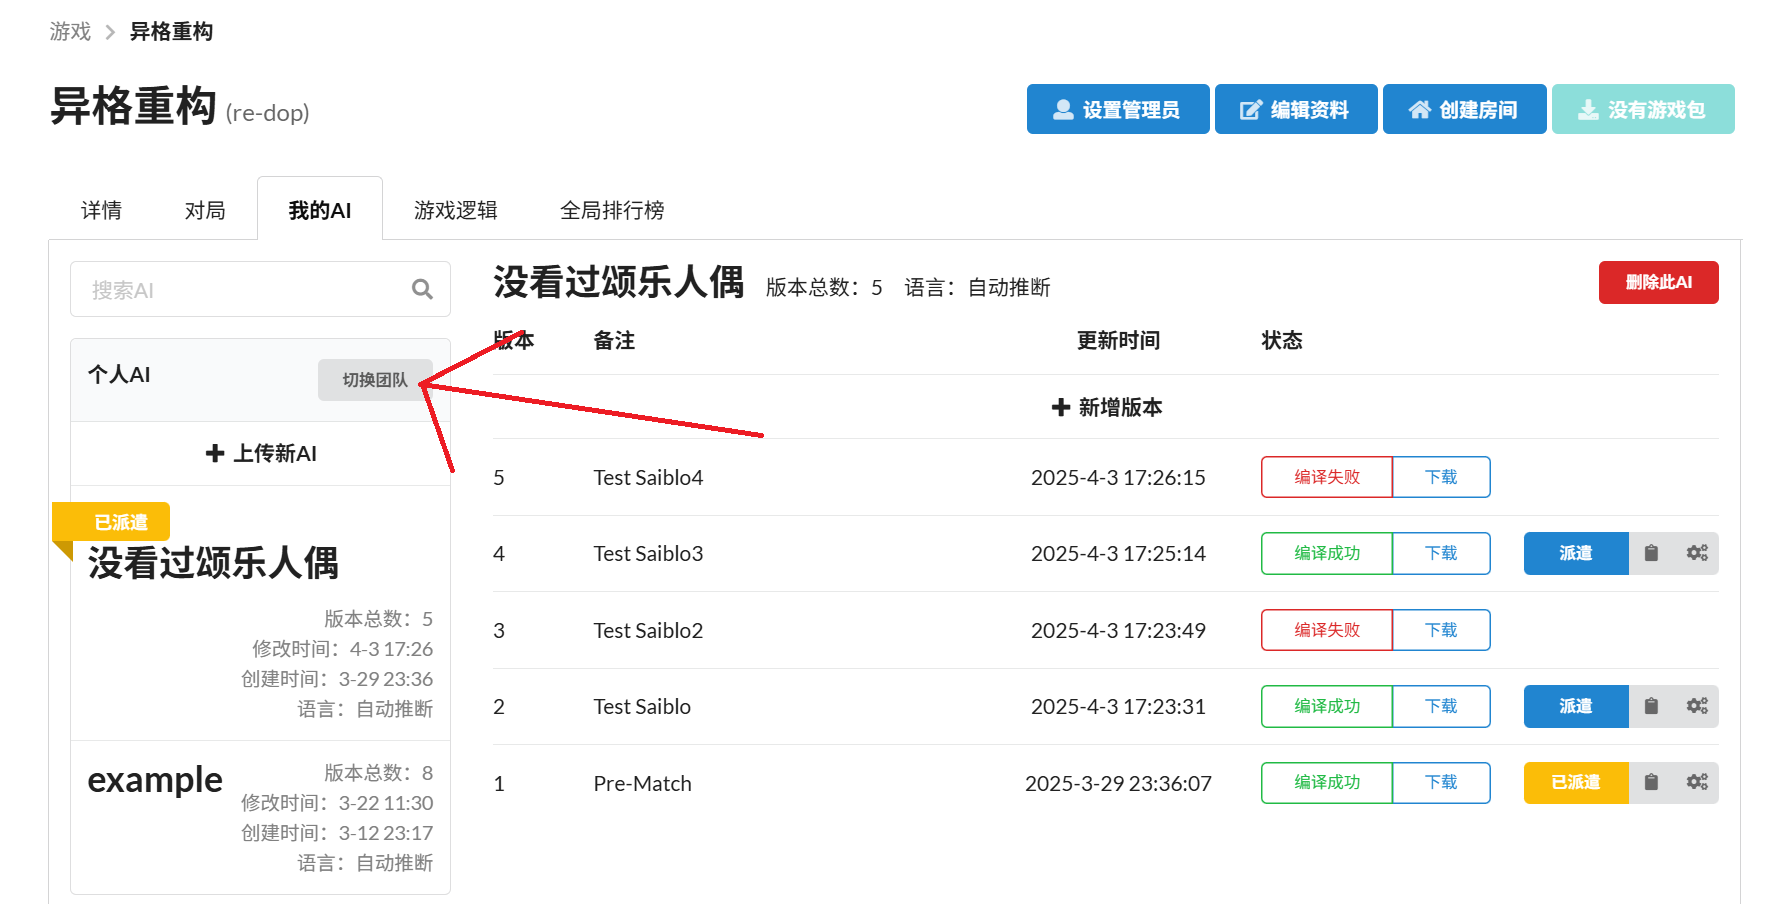 游戏 > 异格重构
异格重构 (re-dop)
设置管理员 编辑资料 创建房间 没有游戏包
详情 对局 我的AI 游戏逻辑 全局排行榜
搜索AI
个人AI 切换团队
上传新AI
已派遣
没看过颂乐人偶
版本总数：5
修改时间：4-3 17:26
创建时间：3-29 23:36
语言：自动推断
example
版本总数：8
修改时间：3-22 11:30
创建时间：3-12 23:17
语言：自动推断
没看过颂乐人偶 版本总数：5 语言：自动推断 删除此AI
版本 备注 更新时间 状态
新增版本
5 Test Saiblo4 2025-4-3 17:26:15 编译失败 下载
4 Test Saiblo3 2025-4-3 17:25:14 编译成功 下载 派遣
3 Test Saiblo2 2025-4-3 17:23:49 编译失败 下载
2 Test Saiblo 2025-4-3 17:23:31 编译成功 下载 派遣
1 Pre-Match 2025-3-29 23:36:07 编译成功 下载 已派遣